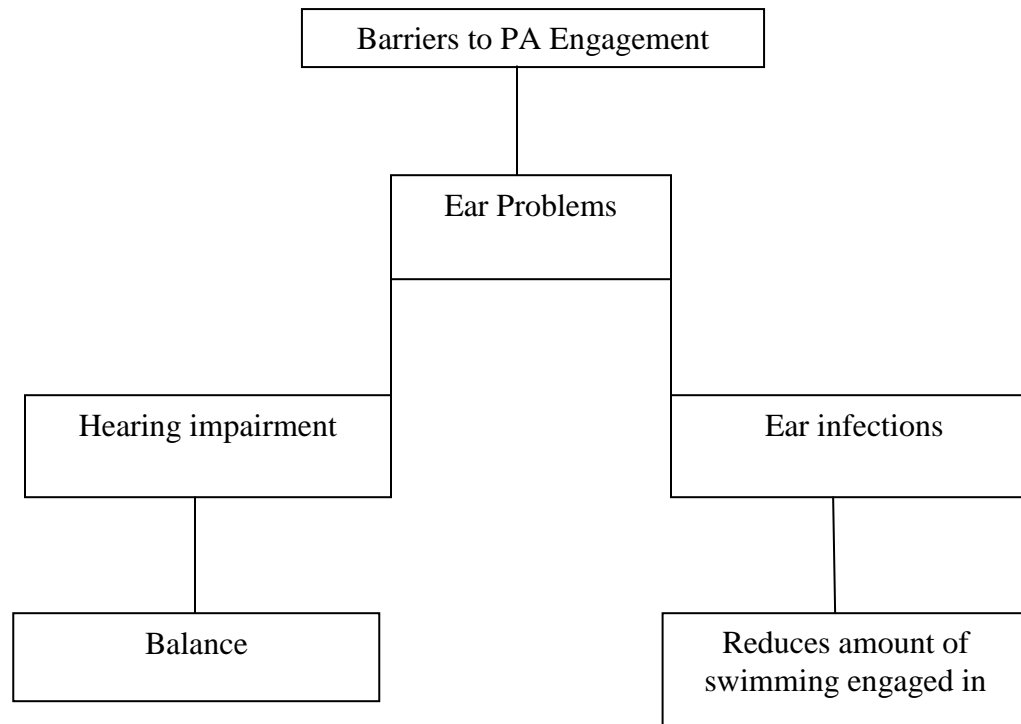 Barriers to PA Engagement
Ear Problems
Hearing impairment
Ear infections
Balance
Reduces amount of
swimming engaged in